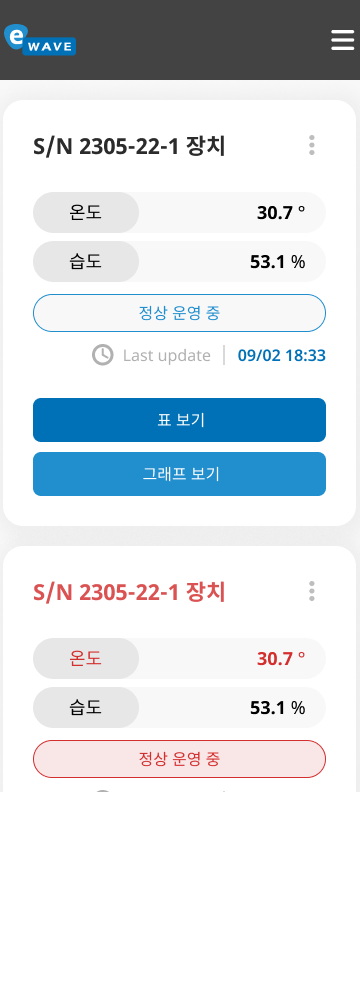 e WAVE
S/N 2305-22-1 장치
온도 30.7 °
습도 53.1 %
정상 운영 중
Last update 09/02 18:33
표 보기
그래프 보기
S/N 2305-22-1 장치
온도 30.7 °
습도 53.1 %
정상 운영 중